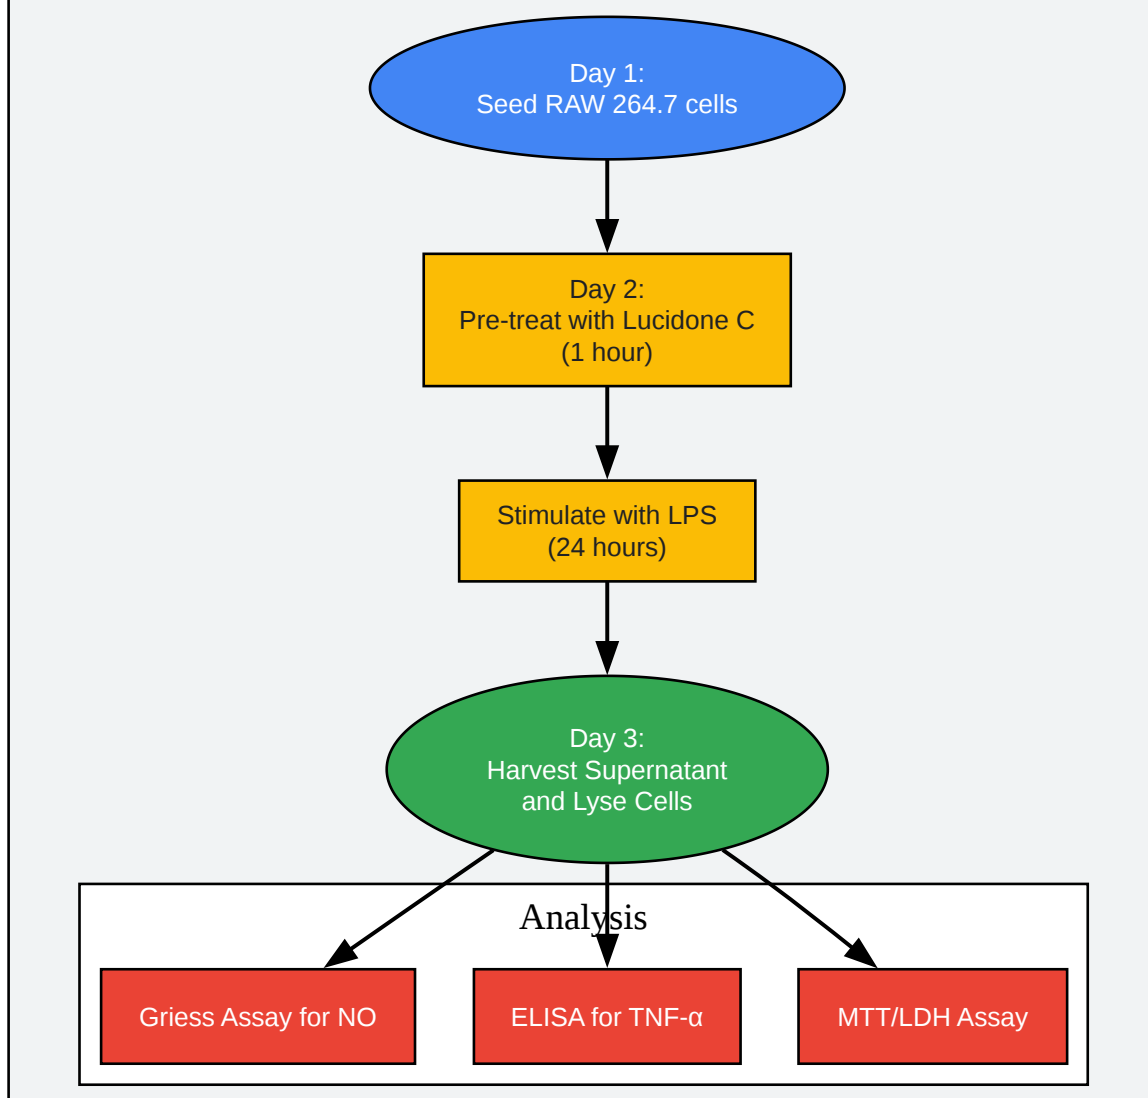 Day 1:
Seed RAW 264.7 cells
Day 2:
Pre-treat with Lucidone C
(1 hour)
Stimulate with LPS
(24 hours)
Day 3:
Harvest Supernatant
and Lyse Cells
Analysis
Griess Assay for NO
ELISA for TNF-α
MTT/LDH Assay